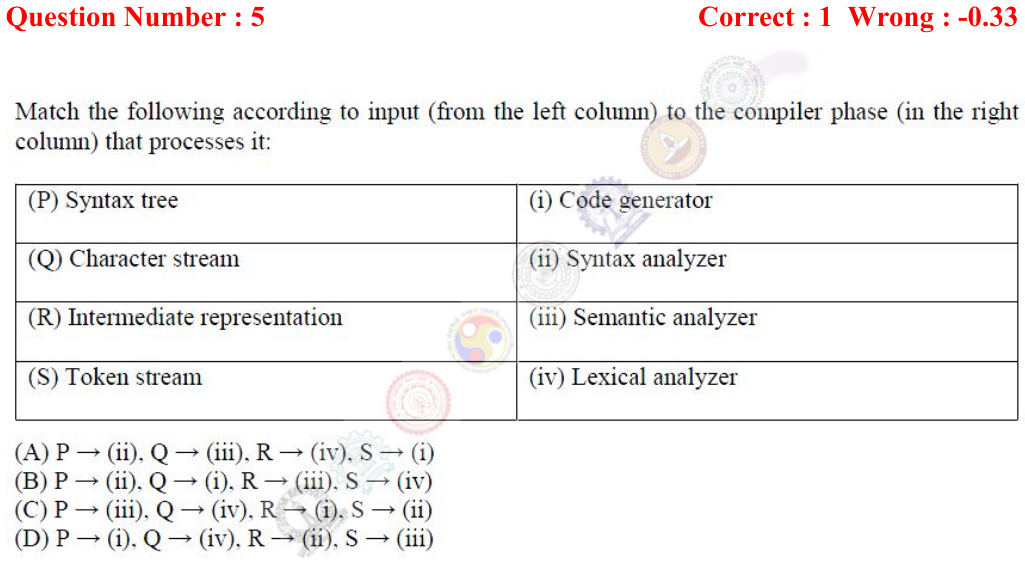 Question Number : 5 Correct : 1 Wrong : -0.33
Match the following according to input (from the left column) to the compiler phase (in the right
column) that processes it:
(P) Syntax tree (i) Code generator
(Q) Character stream (ii) Syntax analyzer
(R) Intermediate representation (iii) Semantic analyzer
(S) Token stream (iv) Lexical analyzer
(A) P → (ii), Q → (iii), R → (iv), S → (i)
(B) P → (ii), Q → (i), R → (iii), S → (iv)
(C) P → (iii), Q → (iv), R → (i), S → (ii)
(D) P → (i), Q → (iv), R → (ii), S → (iii)